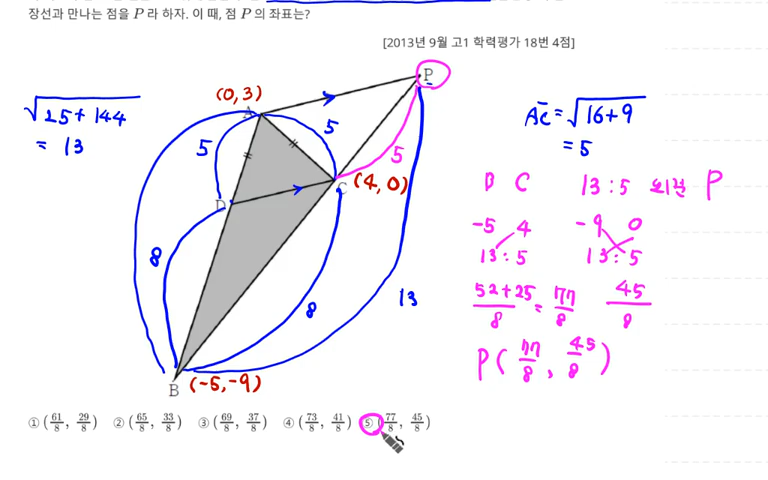 장선과 만나는 점을 P라 하자. 이 때, 점 P의 좌표는?
[2013년 9월 고1 학력평가 18번 4점]
P
(0, 3)
A
√25+144
= 13
5
5
5
AC = √16+9
= 5
C
(4, 0)
D
B C 13:5 외분 P
-5 4 -9 0
13:5 13:5
8
8
13
52+25/8 = 77/8 45/8
P(77/8, 45/8)
B
(-5, -9)
① (61/8, 29/8) ② (65/8, 33/8) ③ (69/8, 37/8) ④ (73/8, 41/8) ⑤ (77/8, 45/8)